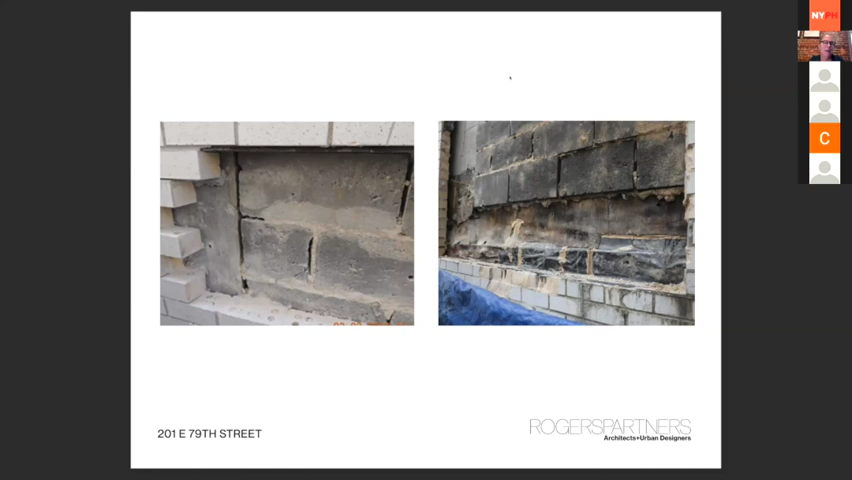 NYPH
C
201 E 79TH STREET
ROGERSPARTNERS
Architects+Urban Designers